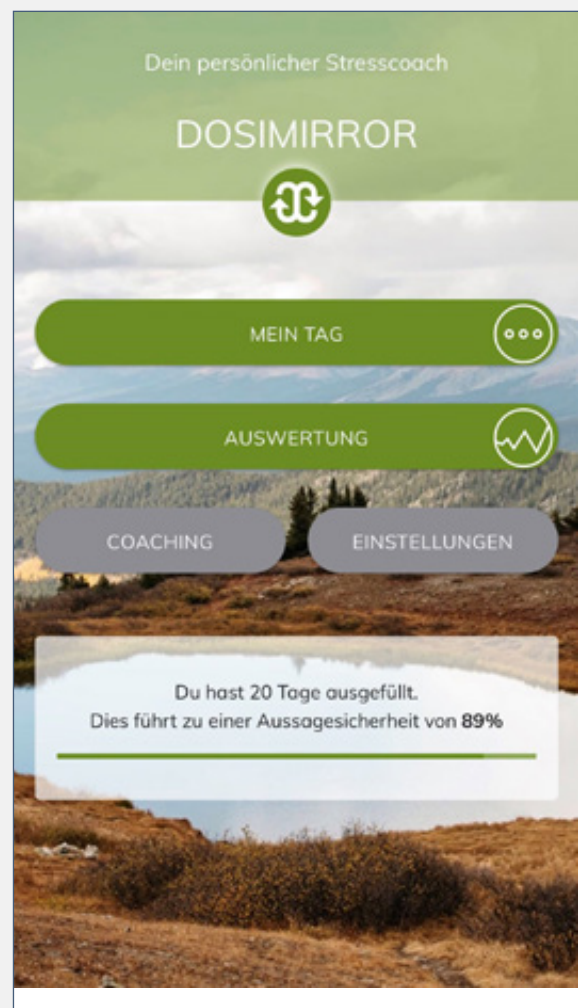 Dein persönlicher Stresscoach
DOSIMIRROR
MEIN TAG
AUSWERTUNG
COACHING
EINSTELLUNGEN
Du hast 20 Tage ausgefüllt.
Dies führt zu einer Aussagesicherheit von 89%